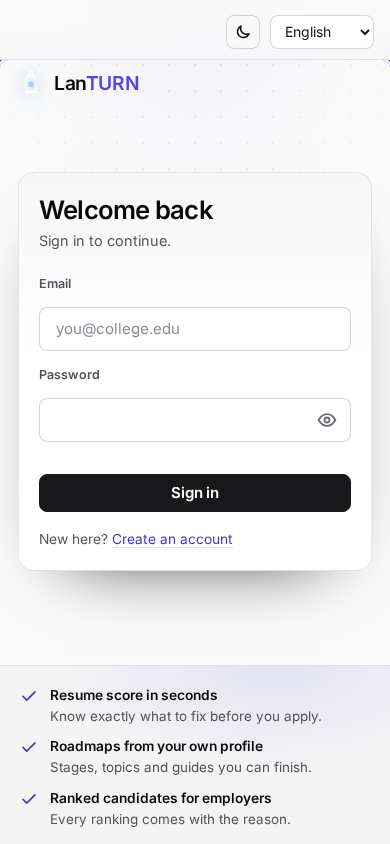 English
LanTURN
Welcome back
Sign in to continue.
Email
you@college.edu
Password
Sign in
New here? Create an account
Resume score in seconds
Know exactly what to fix before you apply.
Roadmaps from your own profile
Stages, topics and guides you can finish.
Ranked candidates for employers
Every ranking comes with the reason.